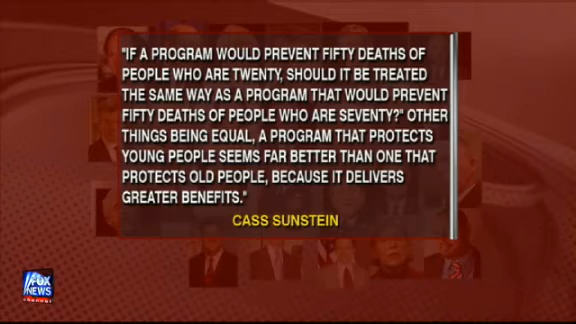 "IF A PROGRAM WOULD PREVENT FIFTY DEATHS OF
PEOPLE WHO ARE TWENTY, SHOULD IT BE TREATED
THE SAME WAY AS A PROGRAM THAT WOULD PREVENT
FIFTY DEATHS OF PEOPLE WHO ARE SEVENTY?" OTHER
THINGS BEING EQUAL, A PROGRAM THAT PROTECTS
YOUNG PEOPLE SEEMS FAR BETTER THAN ONE THAT
PROTECTS OLD PEOPLE, BECAUSE IT DELIVERS
GREATER BENEFITS."
CASS SUNSTEIN
FOX
NEWS
channel